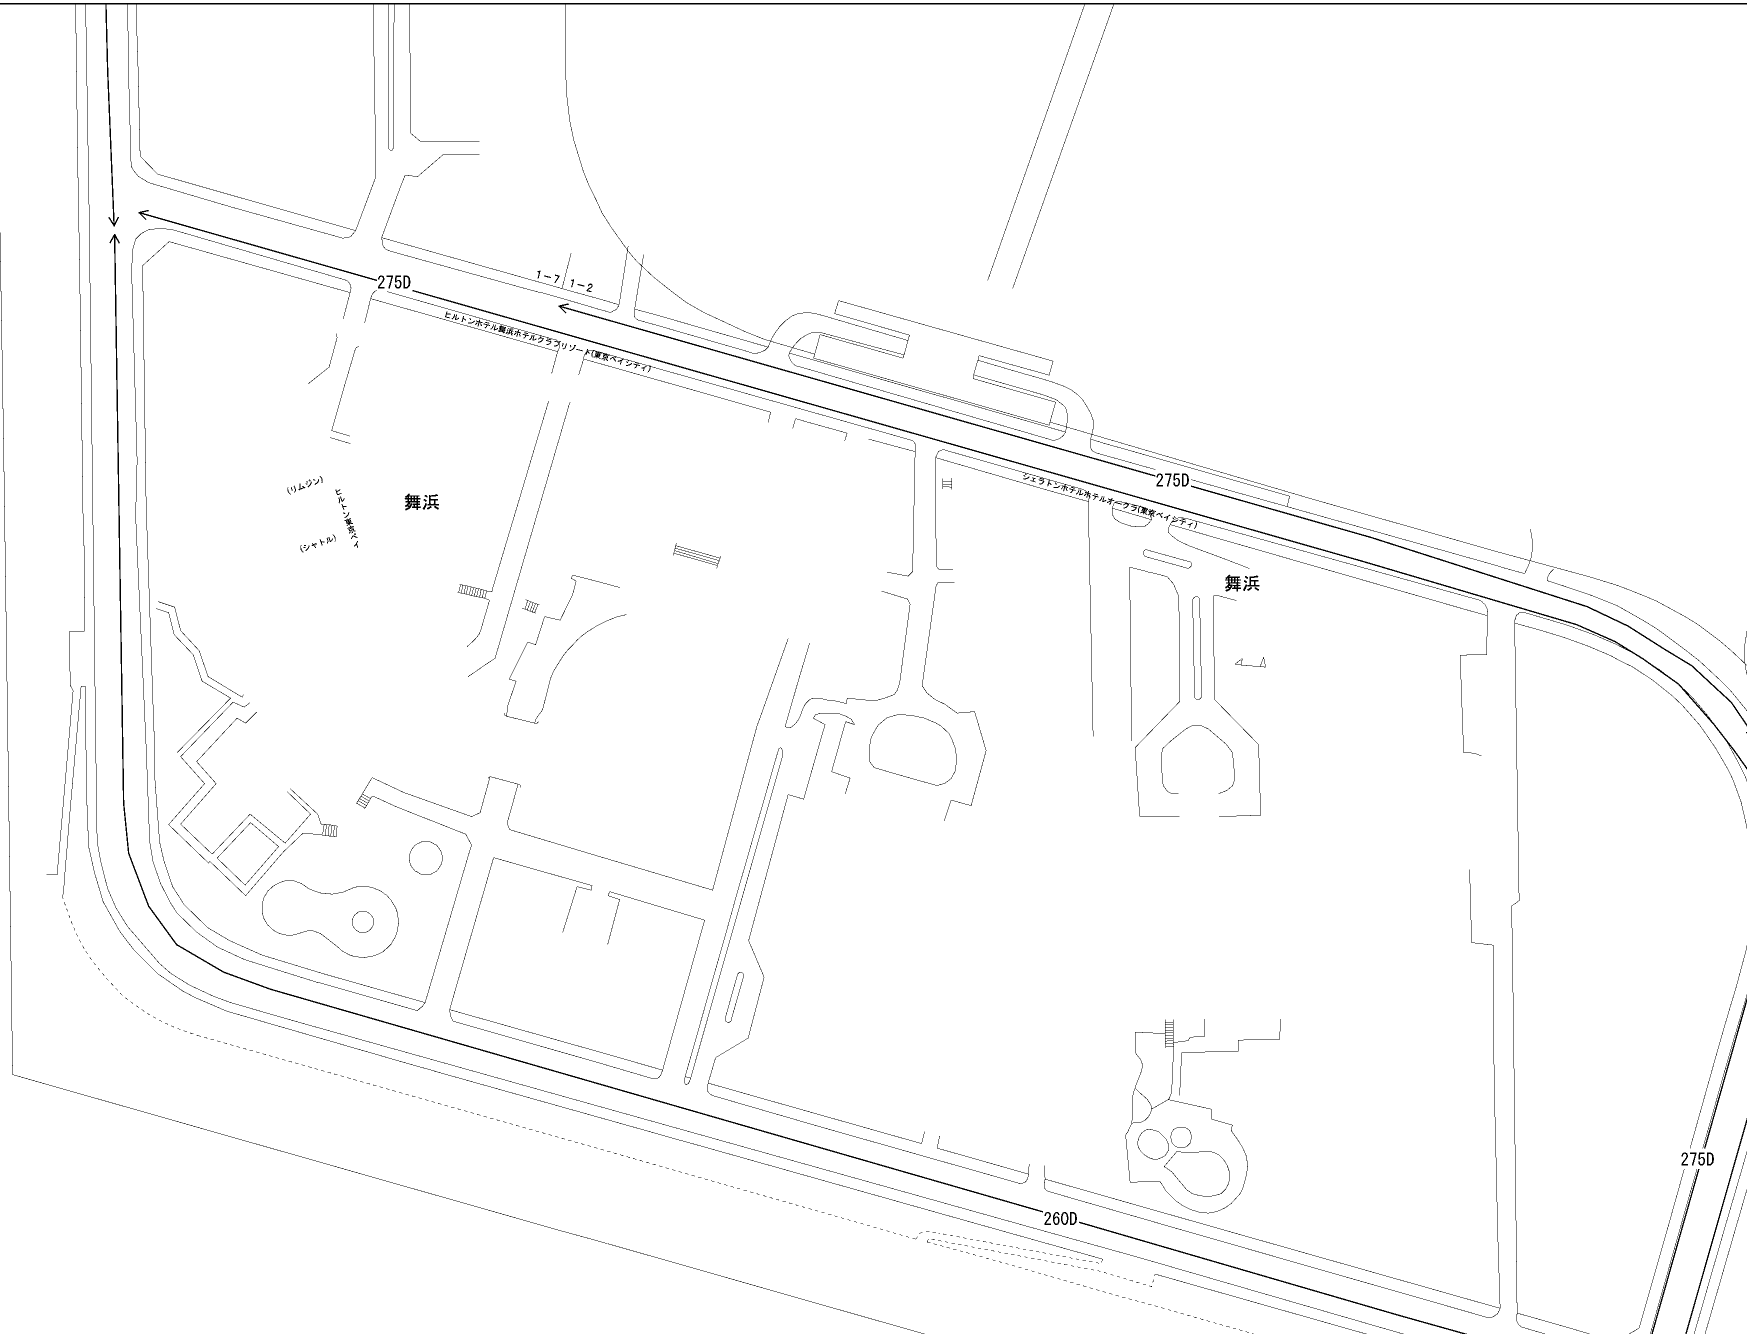 1-7
1-2
275D
ヒルトンホテル舞浜ホテルクラブリゾート(東京ベイシティ)
275D
シェラトンホテルホテルオークラ(東京ベイシティ)
(リムジン)
ヒルトン東京ベイ
舞浜
(シャトル)
舞浜
275D
260D